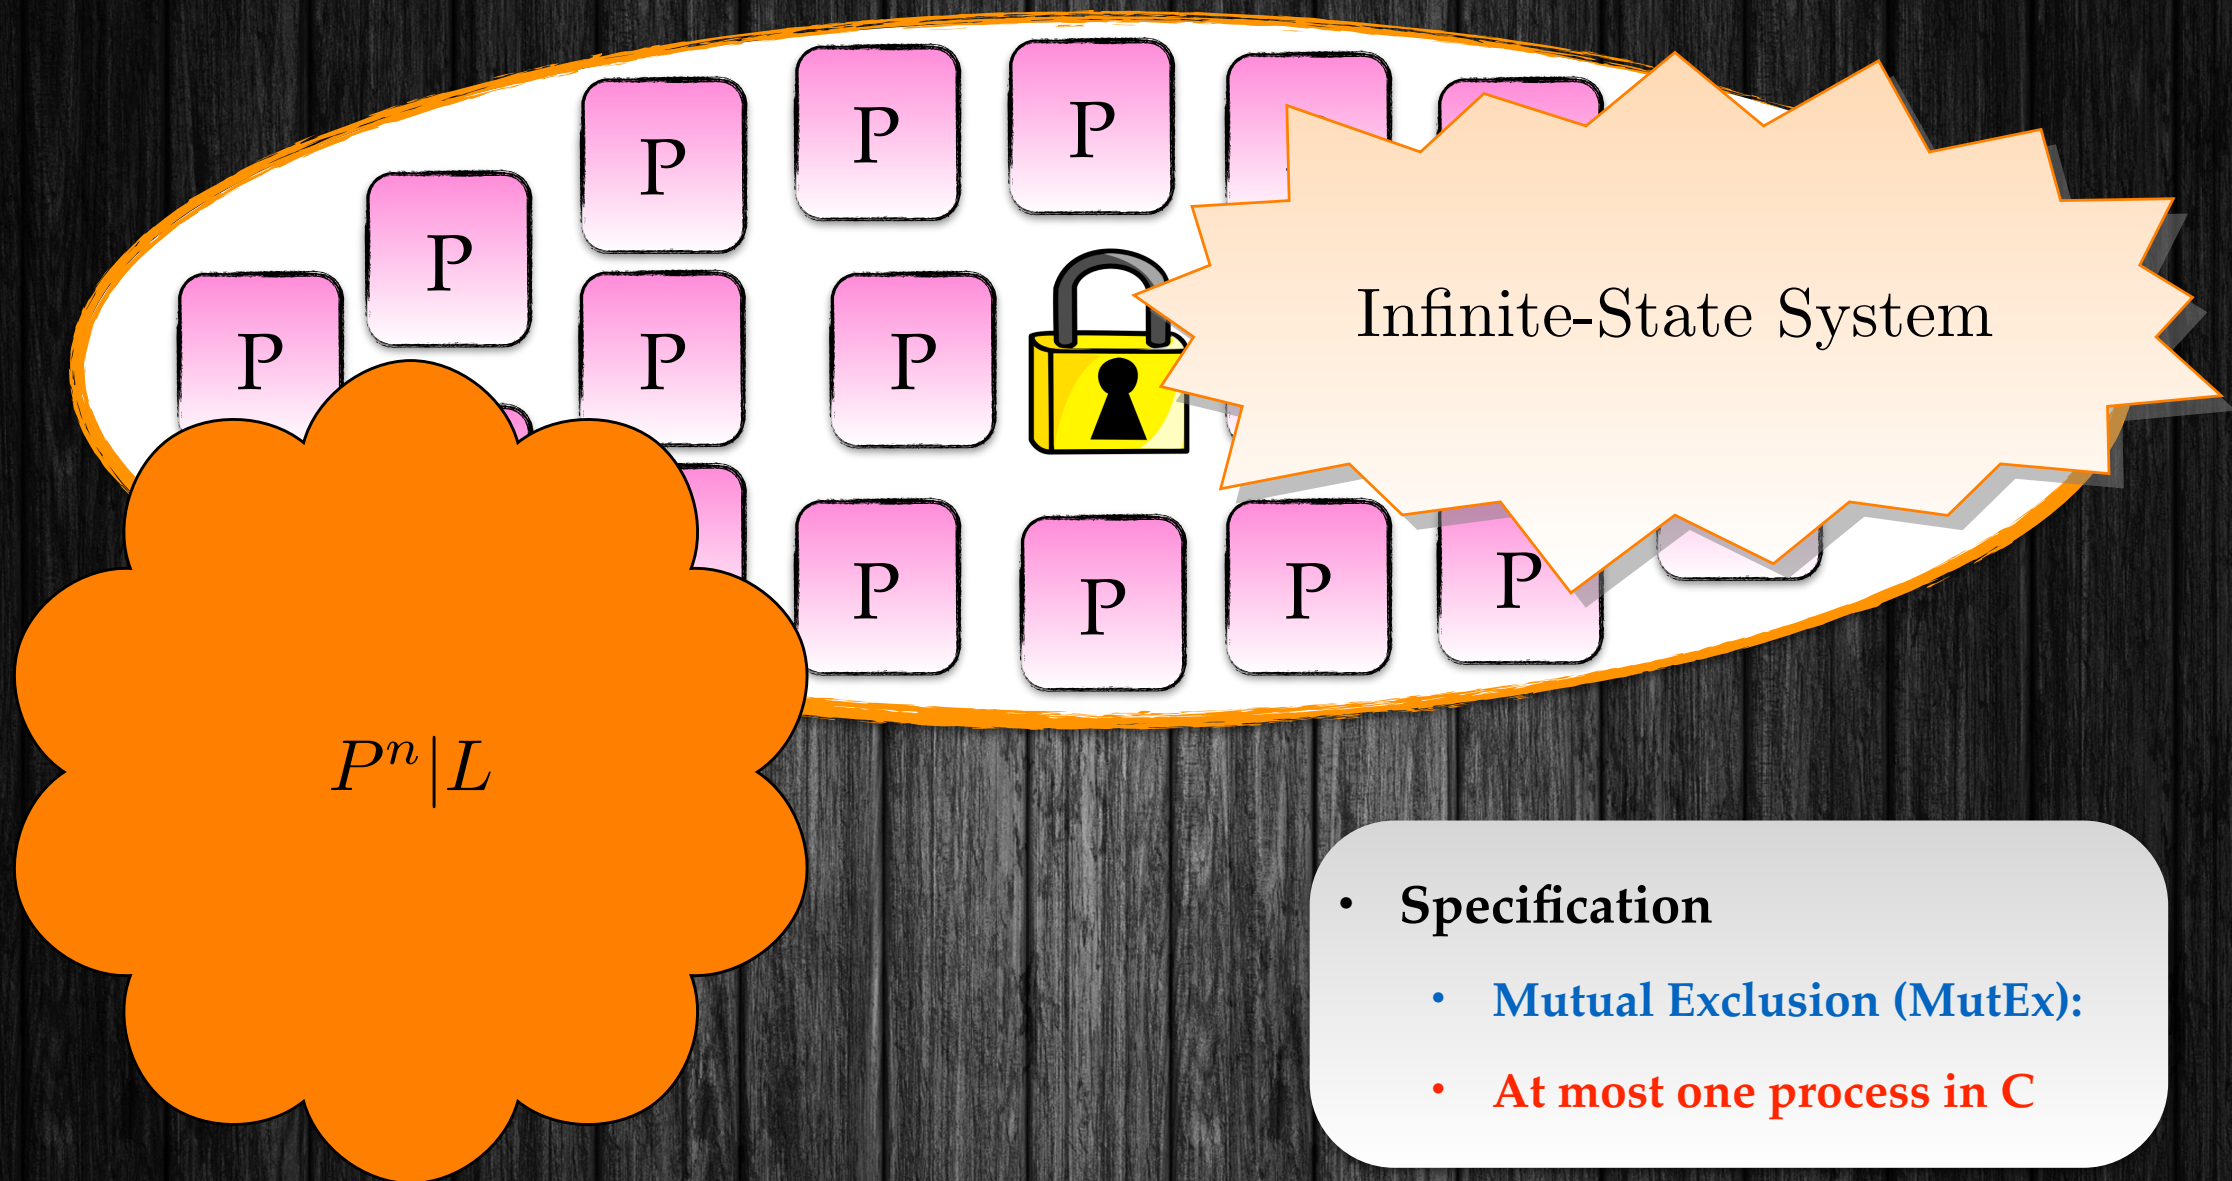 P P
P
P
P P P P
Infinite-State System
P P P P
P
$P^n|L$
• Specification
• Mutual Exclusion (MutEx):
• At most one process in C